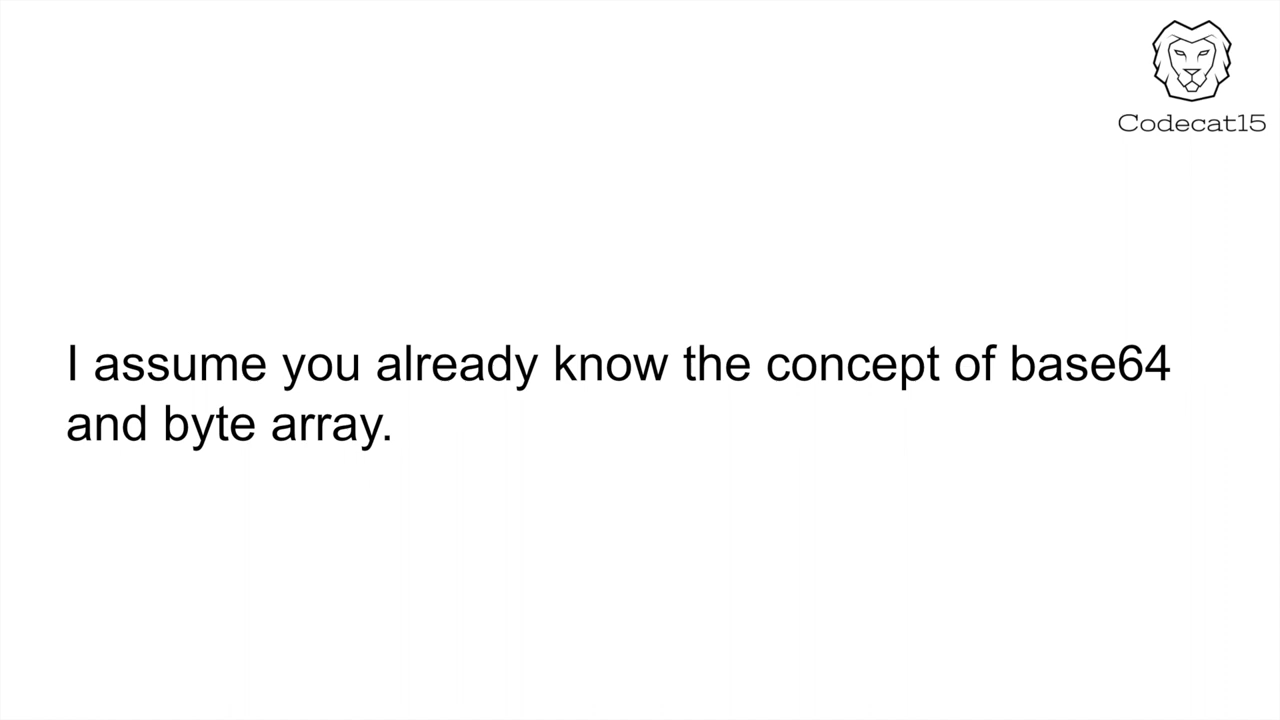 Codecat15
I assume you already know the concept of base64
and byte array.